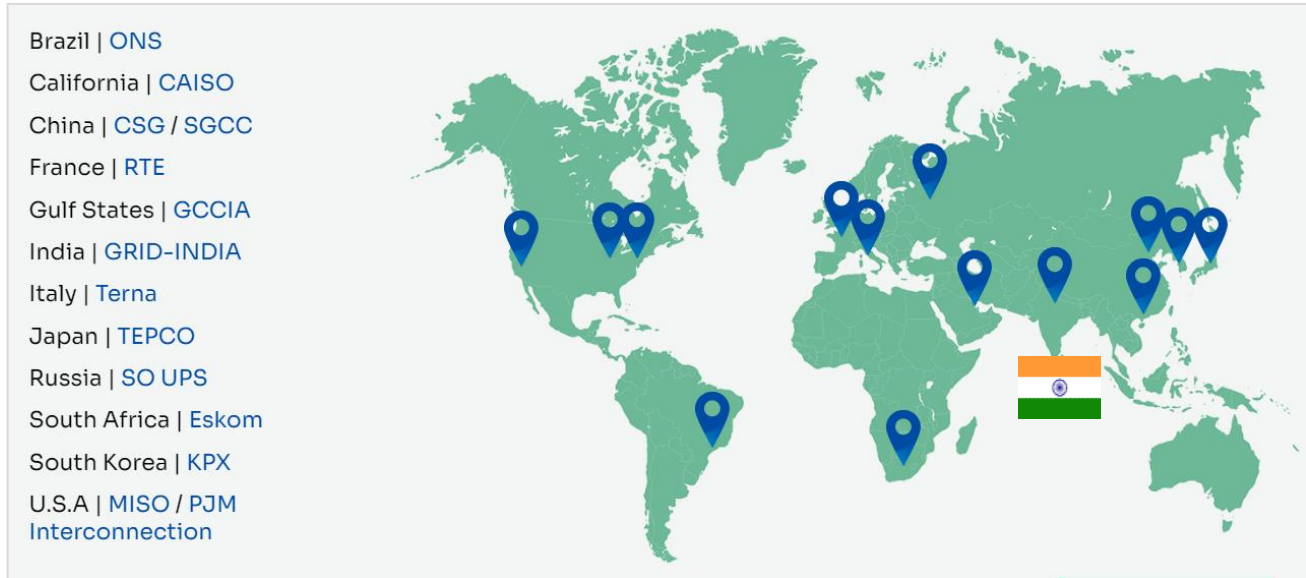 Brazil | ONS
California | CAISO
China | CSG / SGCC
France | RTE
Gulf States | GCCIA
India | GRID-INDIA
Italy | Terna
Japan | TEPCO
Russia | SO UPS
South Africa | Eskom
South Korea | KPX
U.S.A | MISO / PJM
Interconnection